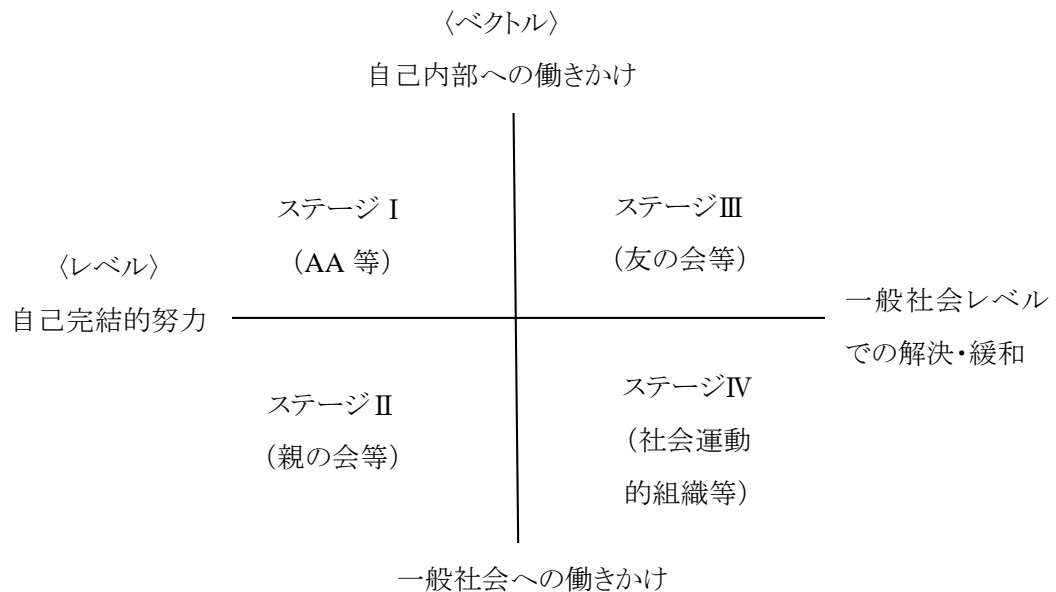 〈ベクトル〉
自己内部への働きかけ
ステージⅠ
（AA 等）
ステージⅢ
（友の会等）
〈レベル〉
自己完結的努力
一般社会レベル
での解決・緩和
ステージⅡ
（親の会等）
ステージⅣ
（社会運動
的組織等）
一般社会への働きかけ